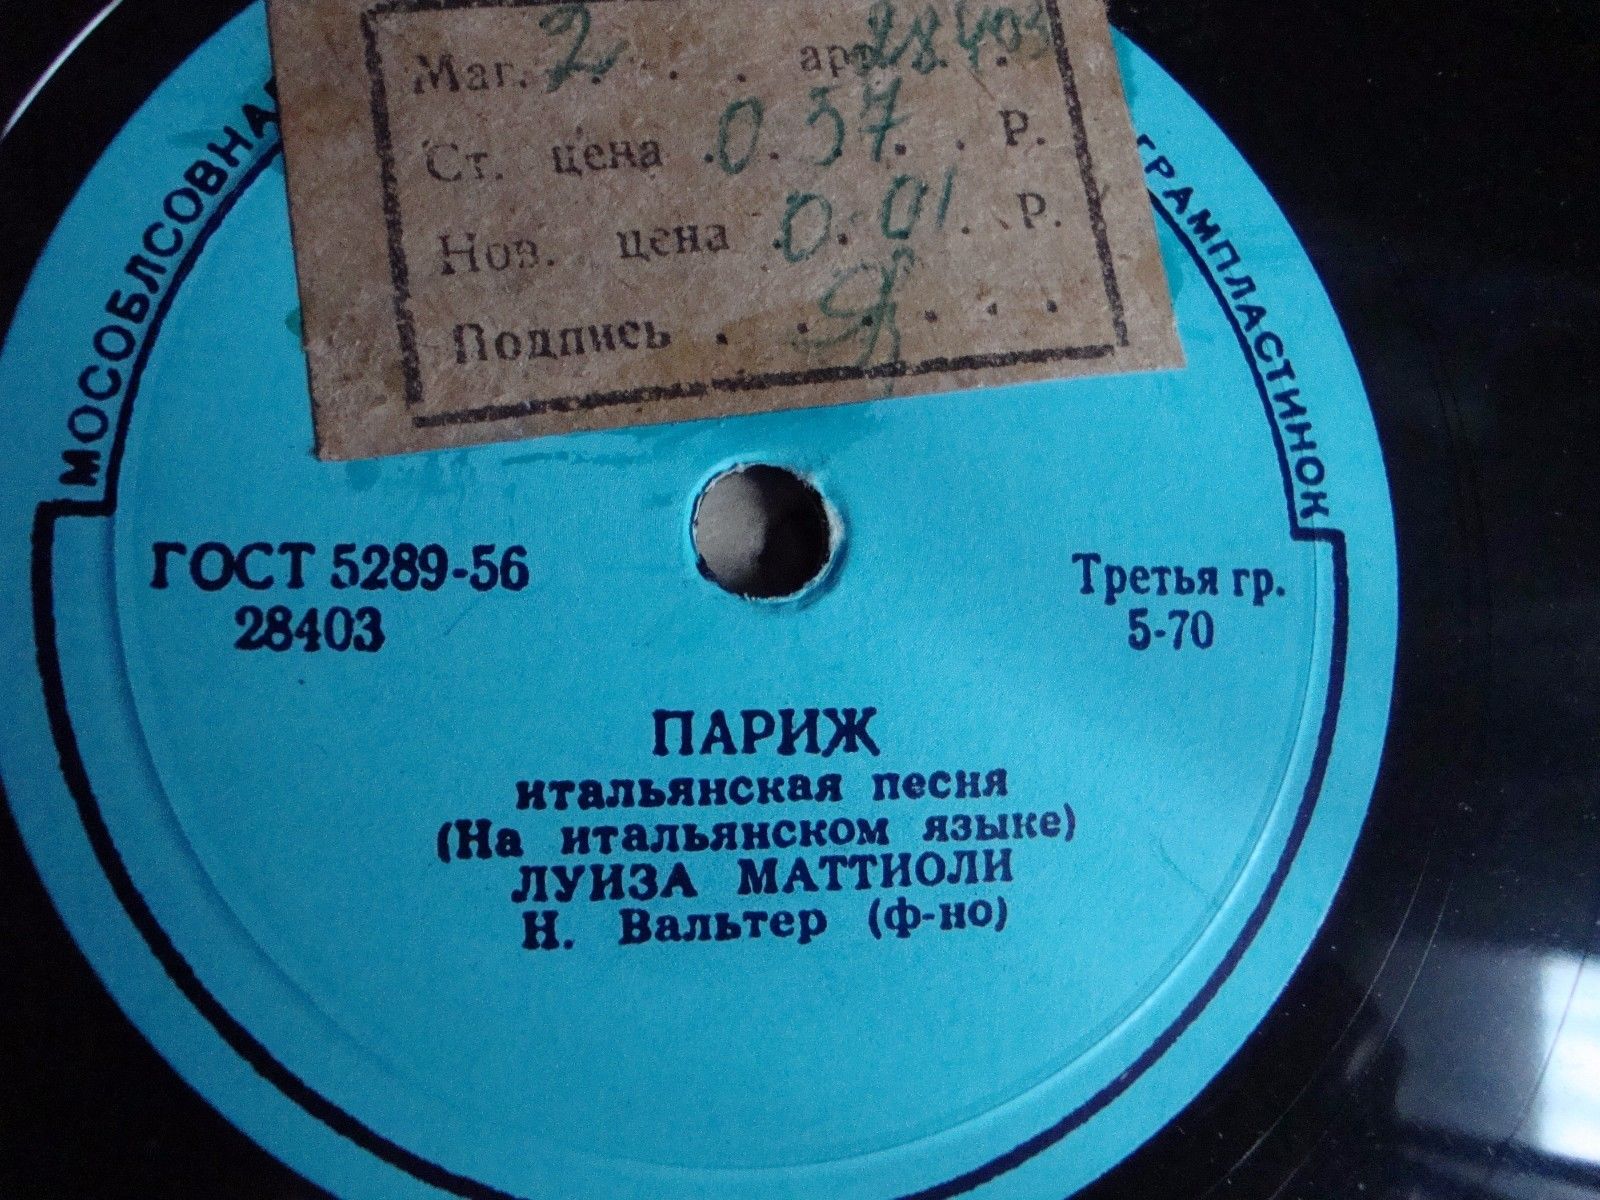 Маг. 2 . . арт. 28403
Ст. цена . 0.57 . . Р.
Нов. цена . 0.01 . Р.
Подпись . . . . . . .
МОСОБЛСОВНА
ГРАМПЛАСТИНОК
ГОСТ 5289-56
28403
Третья гр.
5-70
ПАРИЖ
итальянская песня
(На итальянском языке)
ЛУИЗА МАТТИОЛИ
Н. Вальтер (ф-но)